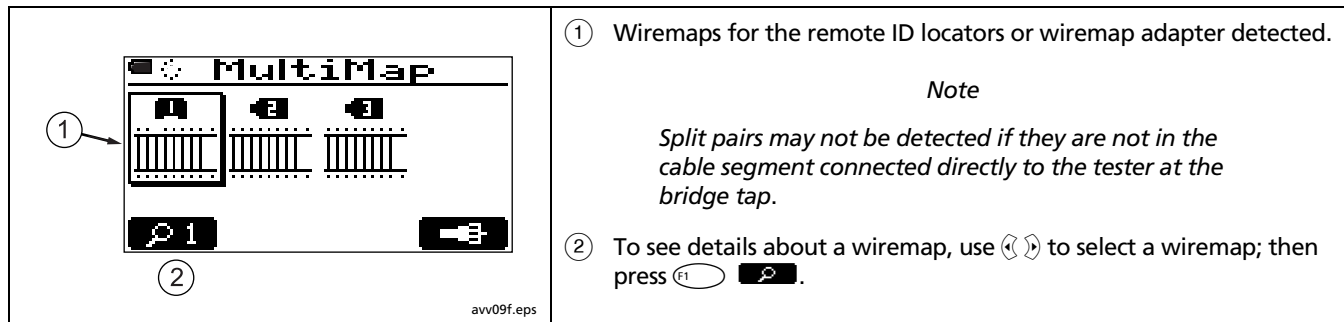 MultiMap
1 2 3
1
1
2
avv09f.eps
1 Wiremaps for the remote ID locators or wiremap adapter detected.
Note
Split pairs may not be detected if they are not in the
cable segment connected directly to the tester at the
bridge tap.
2 To see details about a wiremap, use to select a wiremap; then
press F1 .